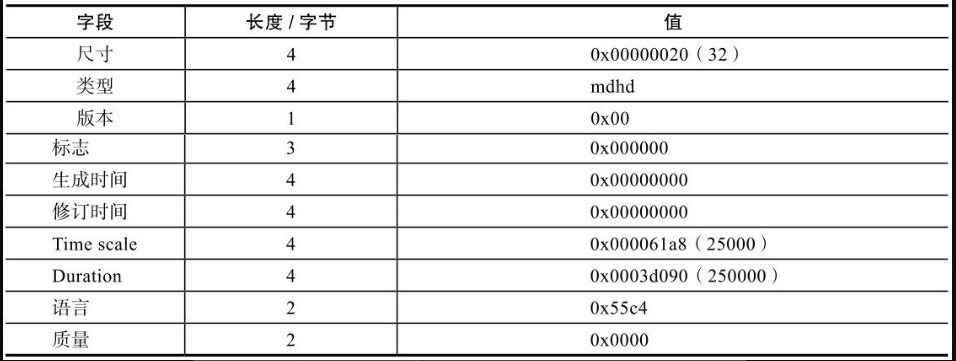 字段 长度 / 字节 值
尺寸 4 0x00000020（32）
类型 4 mdhd
版本 1 0x00
标志 3 0x000000
生成时间 4 0x00000000
修订时间 4 0x00000000
Time scale 4 0x000061a8（25000）
Duration 4 0x0003d090（250000）
语言 2 0x55c4
质量 2 0x0000